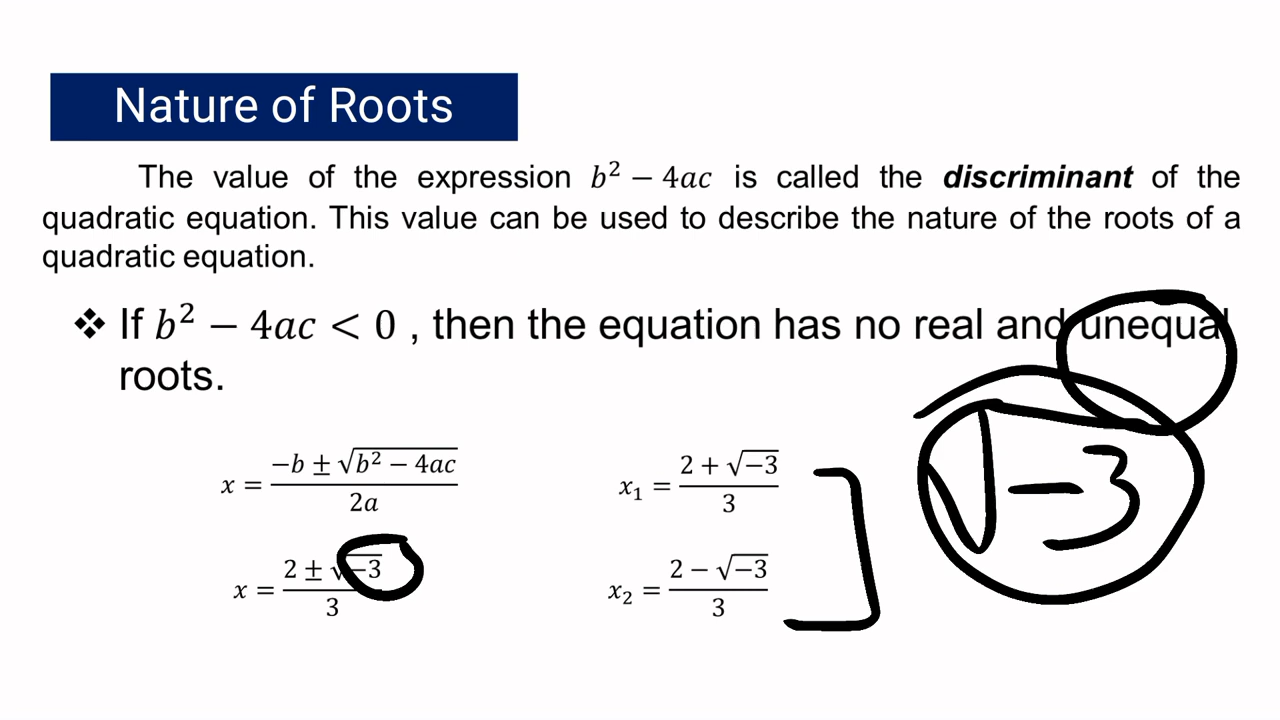 Nature of Roots
The value of the expression b² − 4ac is called the discriminant of the
quadratic equation. This value can be used to describe the nature of the roots of a
quadratic equation.
❖ If b² − 4ac < 0 , then the equation has no real and unequal
roots.
x = (−b ± √(b² − 4ac)) / 2a
x₁ = (2 + √−3) / 3
√−3
x = (2 ± √−3) / 3
x₂ = (2 − √−3) / 3